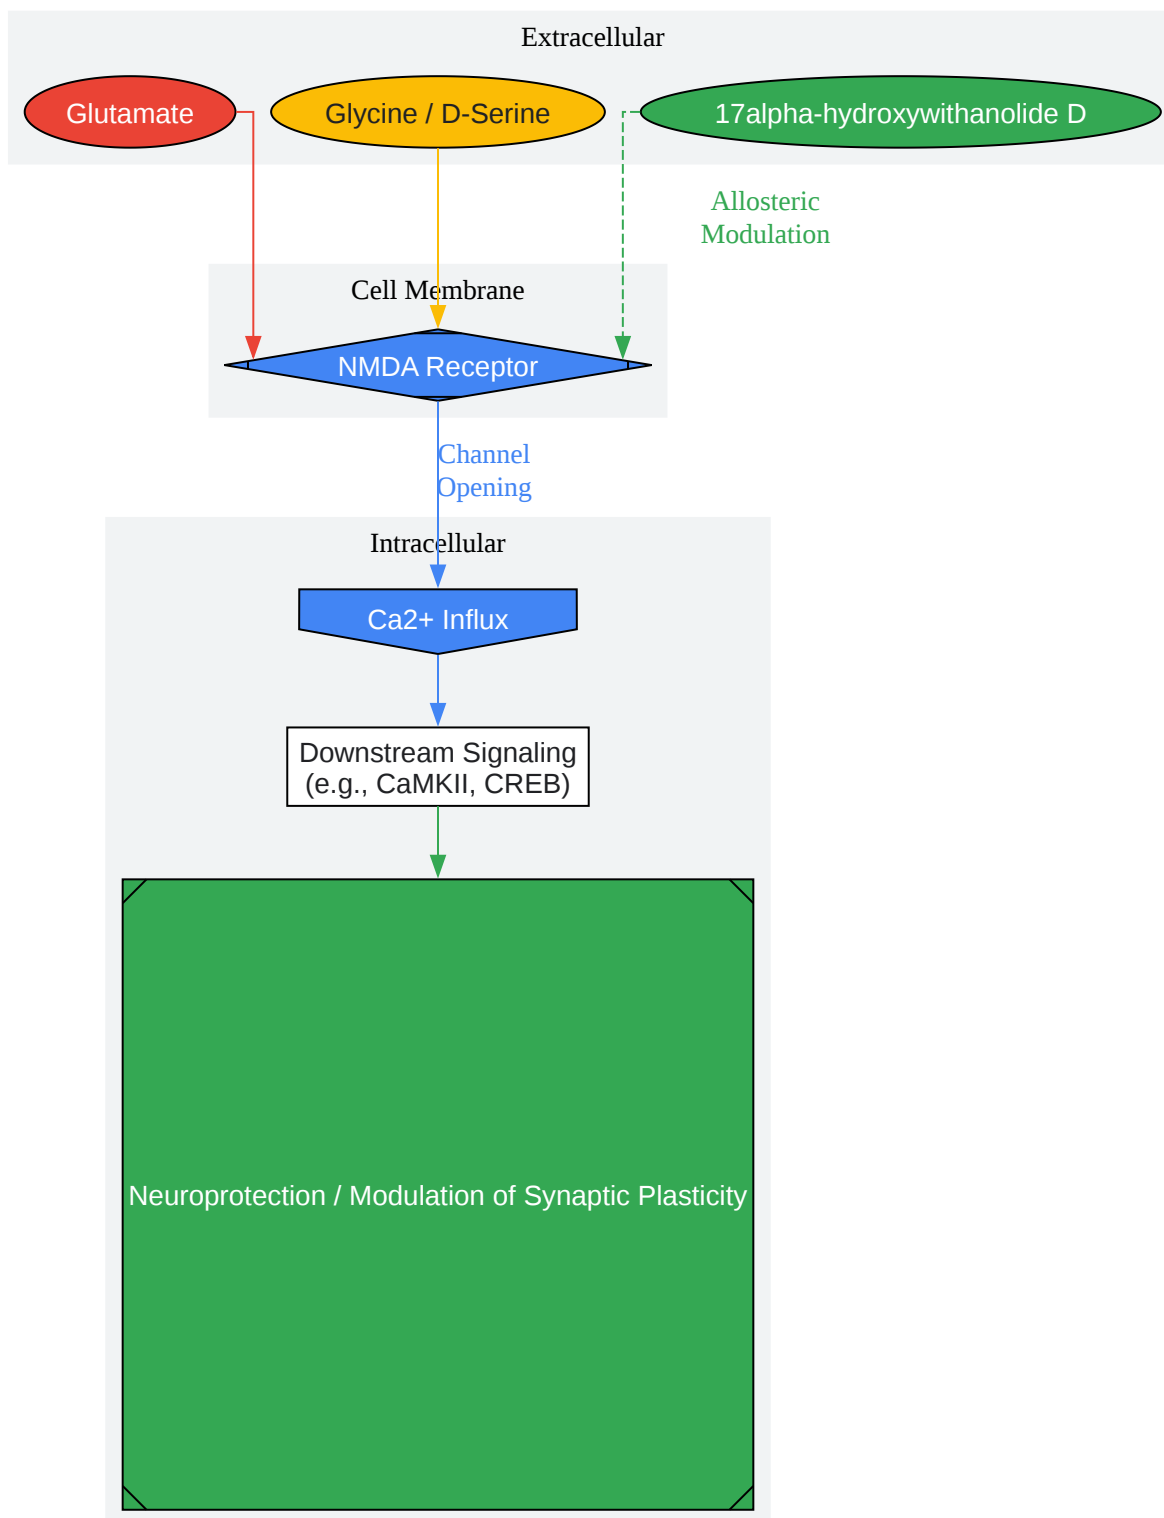 Extracellular
Glutamate
Glycine / D-Serine
17alpha-hydroxywithanolide D
Allosteric
Modulation
Cell Membrane
NMDA Receptor
Channel
Opening
Intracellular
Ca2+ Influx
Downstream Signaling
(e.g., CaMKII, CREB)
Neuroprotection / Modulation of Synaptic Plasticity